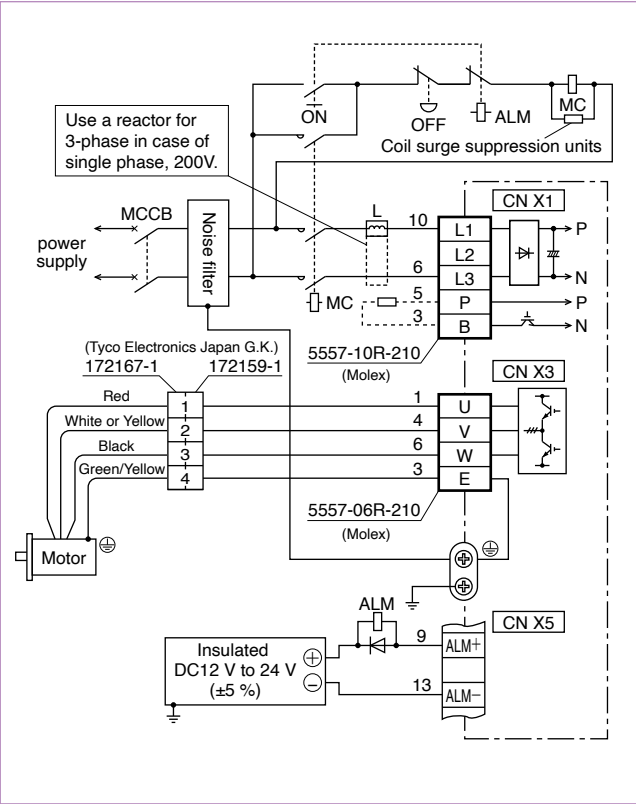 ON
OFF
ALM
MC
Coil surge suppression units
Use a reactor for
3-phase in case of
single phase, 200V.
MCCB
power
supply
Noise filter
L
MC
10
6
5
3
L1
L2
L3
P
B
CN X1
P
N
P
N
5557-10R-210
(Molex)
(Tyco Electronics Japan G.K.)
172167-1
172159-1
Red
White or Yellow
Black
Green/Yellow
1
2
3
4
1
4
6
3
U
V
W
E
CN X3
5557-06R-210
(Molex)
Motor
ALM
Insulated
DC12 V to 24 V
(±5 %)
+
−
9
13
ALM+
ALM−
CN X5